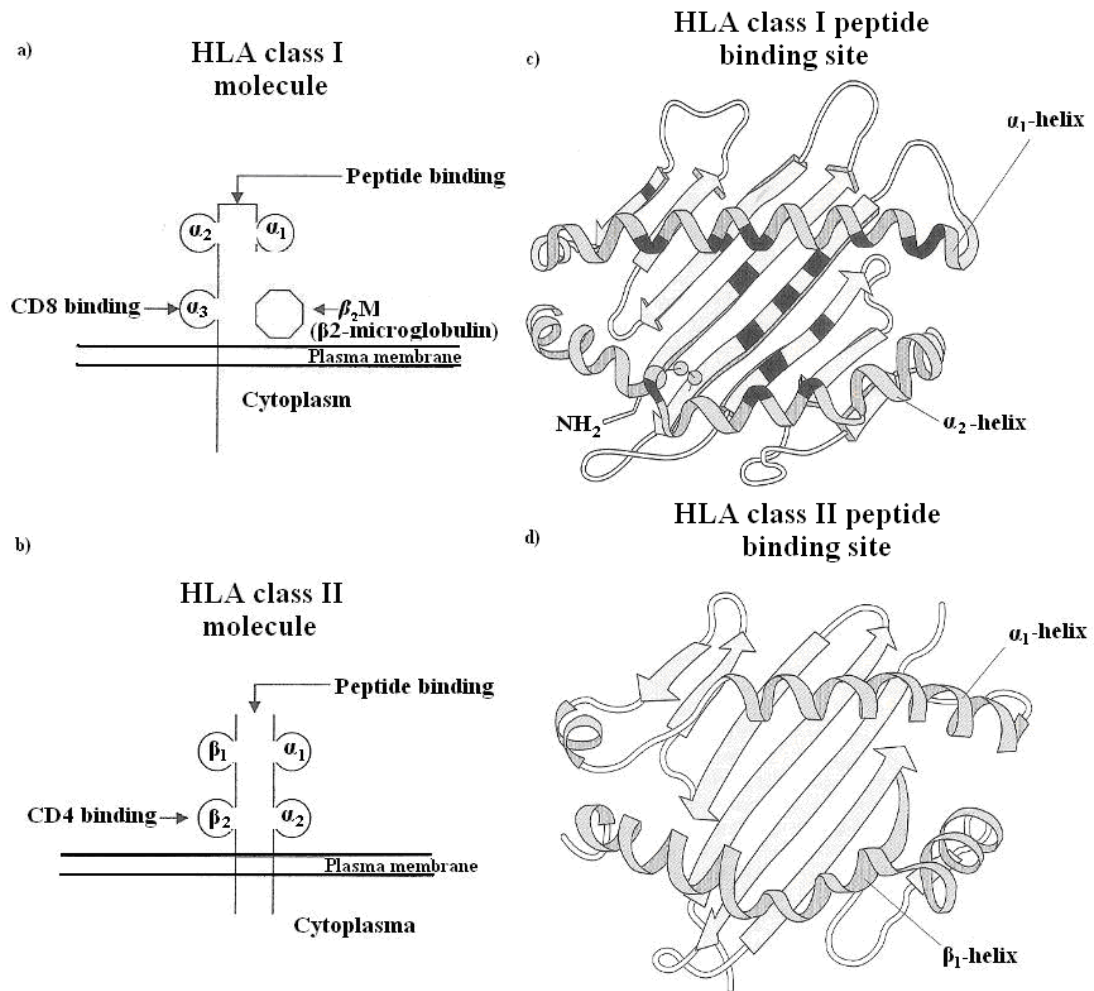 a)
HLA class I
molecule
Peptide binding
α2
α1
CD8 binding
α3
β2M
(β2-microglobulin)
Plasma membrane
Cytoplasm
c)
HLA class I peptide
binding site
α1-helix
NH2
α2-helix
b)
HLA class II
molecule
Peptide binding
β1
α1
CD4 binding
β2
α2
Plasma membrane
Cytoplasma
d)
HLA class II peptide
binding site
α1-helix
β1-helix